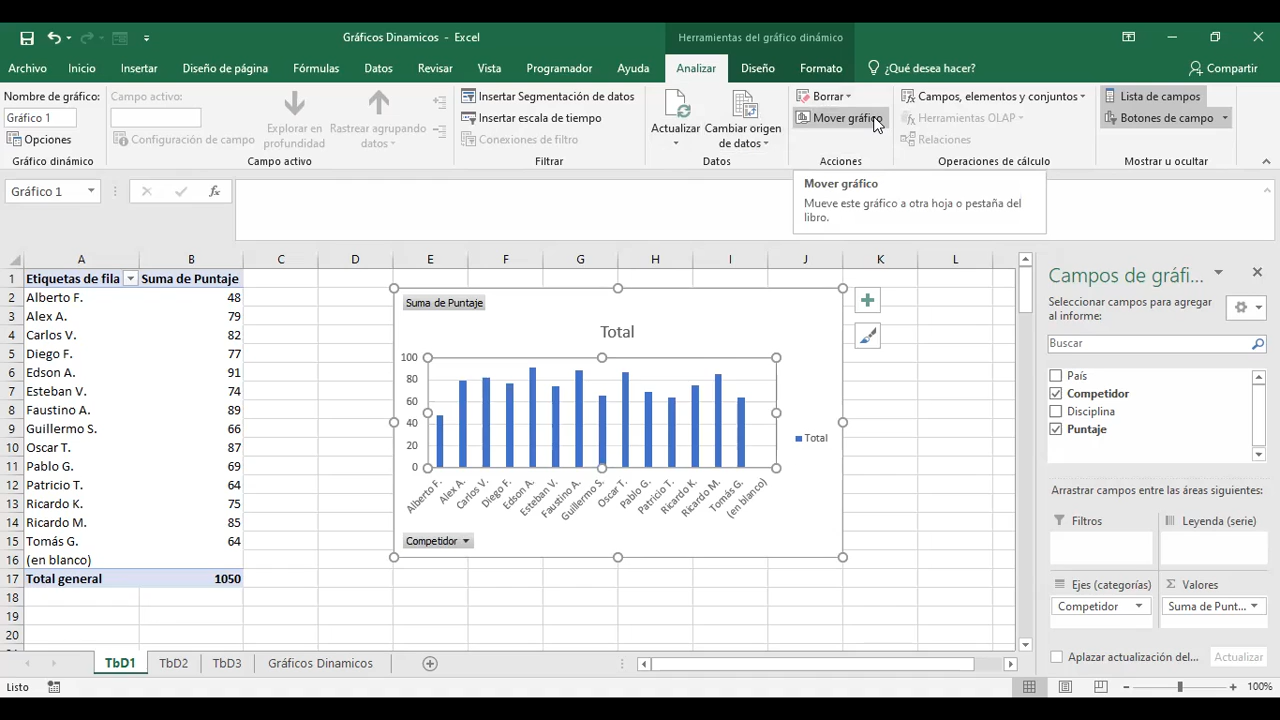 Gráficos Dinamicos - Excel
Herramientas del gráfico dinámico
Archivo Inicio Insertar Diseño de página Fórmulas Datos Revisar Vista Programador Ayuda Analizar Diseño Formato ¿Qué desea hacer? Compartir
Nombre de gráfico:
Gráfico 1
Opciones
Gráfico dinámico
Campo activo:
Configuración de campo
Explorar en profundidad
Rastrear agrupando datos
Campo activo
Insertar Segmentación de datos
Insertar escala de tiempo
Conexiones de filtro
Filtrar
Actualizar
Cambiar origen de datos
Datos
Borrar
Mover gráfico
Acciones
Campos, elementos y conjuntos
Herramientas OLAP
Relaciones
Operaciones de cálculo
Lista de campos
Botones de campo
Mostrar u ocultar
Mover gráfico
Mueve este gráfico a otra hoja o pestaña del
libro.
Gráfico 1
fx
A B C D E F G H I J K L
1 Etiquetas de fila Suma de Puntaje
2 Alberto F. 48
3 Alex A. 79
4 Carlos V. 82
5 Diego F. 77
6 Edson A. 91
7 Esteban V. 74
8 Faustino A. 89
9 Guillermo S. 66
10 Oscar T. 87
11 Pablo G. 69
12 Patricio T. 64
13 Ricardo K. 75
14 Ricardo M. 85
15 Tomás G. 64
16 (en blanco)
17 Total general 1050
18
19
20
Suma de Puntaje
Total
100
80
60
40
20
0
Alberto F. Alex A. Carlos V. Diego F. Edson A. Esteban V. Faustino A. Guillermo S. Oscar T. Pablo G. Patricio T. Ricardo K. Ricardo M. Tomás G. (en blanco)
Total
Competidor
Campos de gráfi...
Seleccionar campos para agregar
al informe:
Buscar
País
Competidor
Disciplina
Puntaje
Arrastrar campos entre las áreas siguientes:
Filtros
Leyenda (serie)
Ejes (categorías)
Valores
Competidor
Suma de Punt...
Aplazar actualización del...
Actualizar
TbD1 TbD2 TbD3 Gráficos Dinamicos
Listo
100%